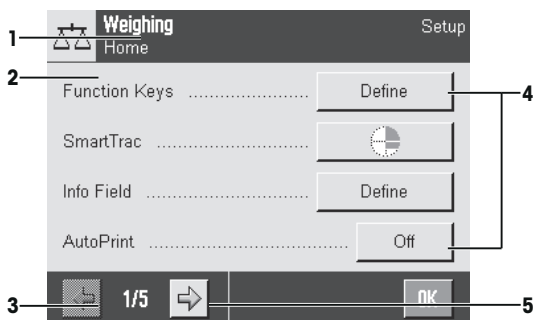 Weighing
Home
Setup
1
2
Function Keys ...................... Define
4
SmartTrac ............................
Info Field ............................. Define
AutoPrint .................................... Off
3
1/5
OK
5